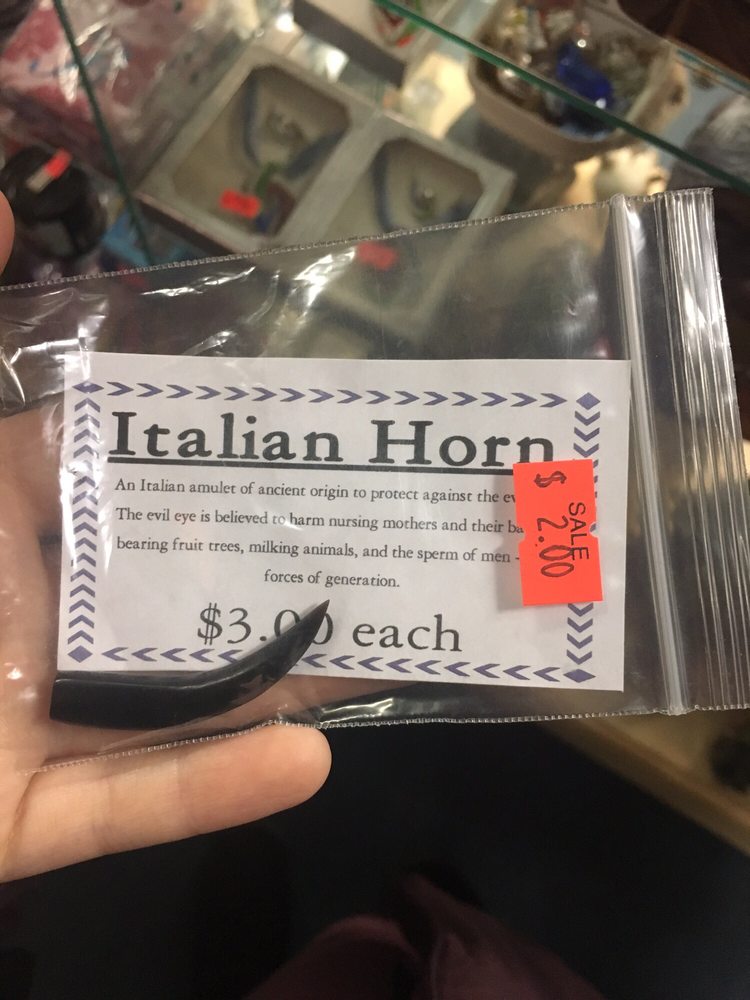 Italian Horn
An Italian amulet of ancient origin to protect against the
The evil eye is believed to harm nursing mothers and their
bearing fruit trees, milking animals, and the sperm of men -
forces of generation.
$3.00 each
SALE
$ 2.00